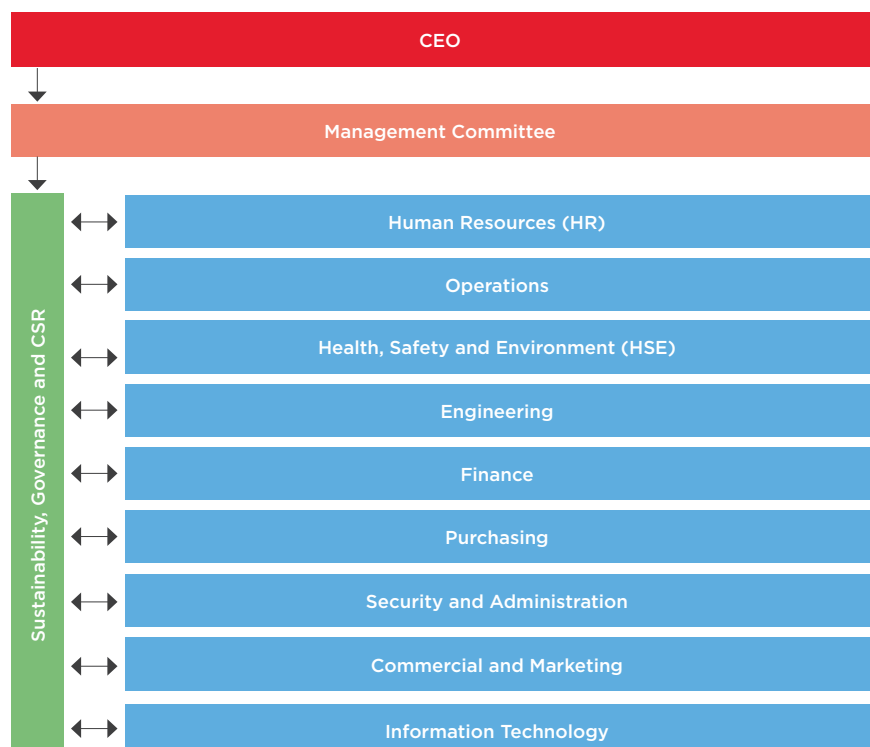 CEO
Management Committee
Sustainability, Governance and CSR
Human Resources (HR)
Operations
Health, Safety and Environment (HSE)
Engineering
Finance
Purchasing
Security and Administration
Commercial and Marketing
Information Technology